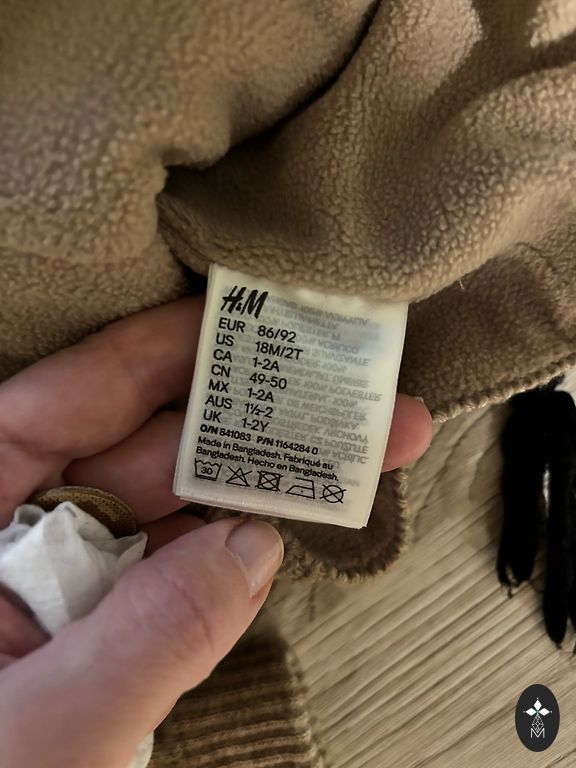 H&M
EUR 86/92
US 18M/2T
CA 1-2A
CN 49-50
MX 1-2A
AUS 1½-2
UK 1-2Y
O/N 841083 P/N 1164284 0
Made in Bangladesh. Fabriqué au
Bangladesh. Hecho en Bangladesh.
30
M